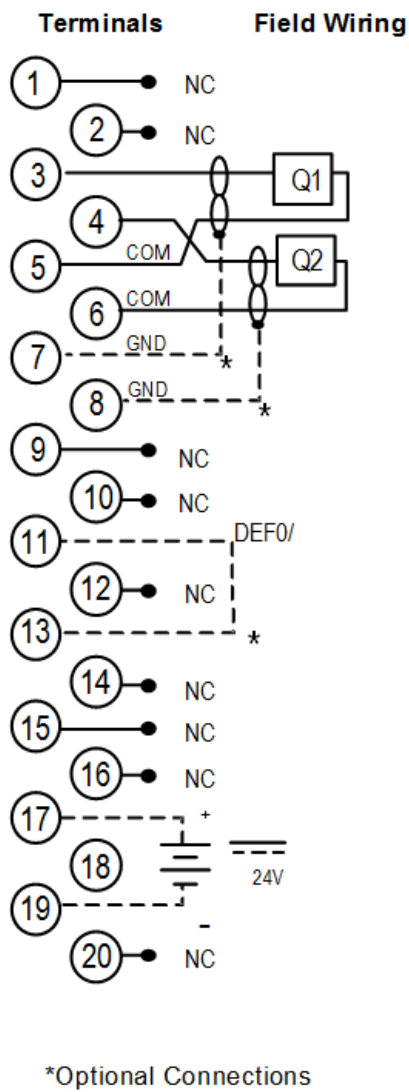 Terminals Field Wiring
1 NC
2 NC
3 Q1
4
5 COM Q2
6 COM
7 GND *
8 GND *
9 NC
10 NC
11 DEF0/
12 NC
13 *
14 NC
15 NC
16 NC
17 +
18 24V
19 -
20 NC
*Optional Connections